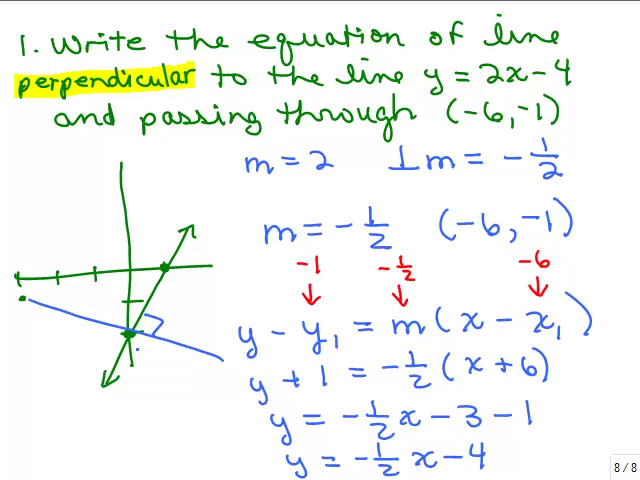 1. Write the equation of line
perpendicular to the line y = 2x - 4
and passing through (-6, -1)
m = 2 ⊥m = -1/2
m = -1/2 (-6, -1)
-1 -1/2 -6
y - y₁ = m(x - x₁)
y + 1 = -1/2(x + 6)
y = -1/2x - 3 - 1
y = -1/2x - 4
8/8